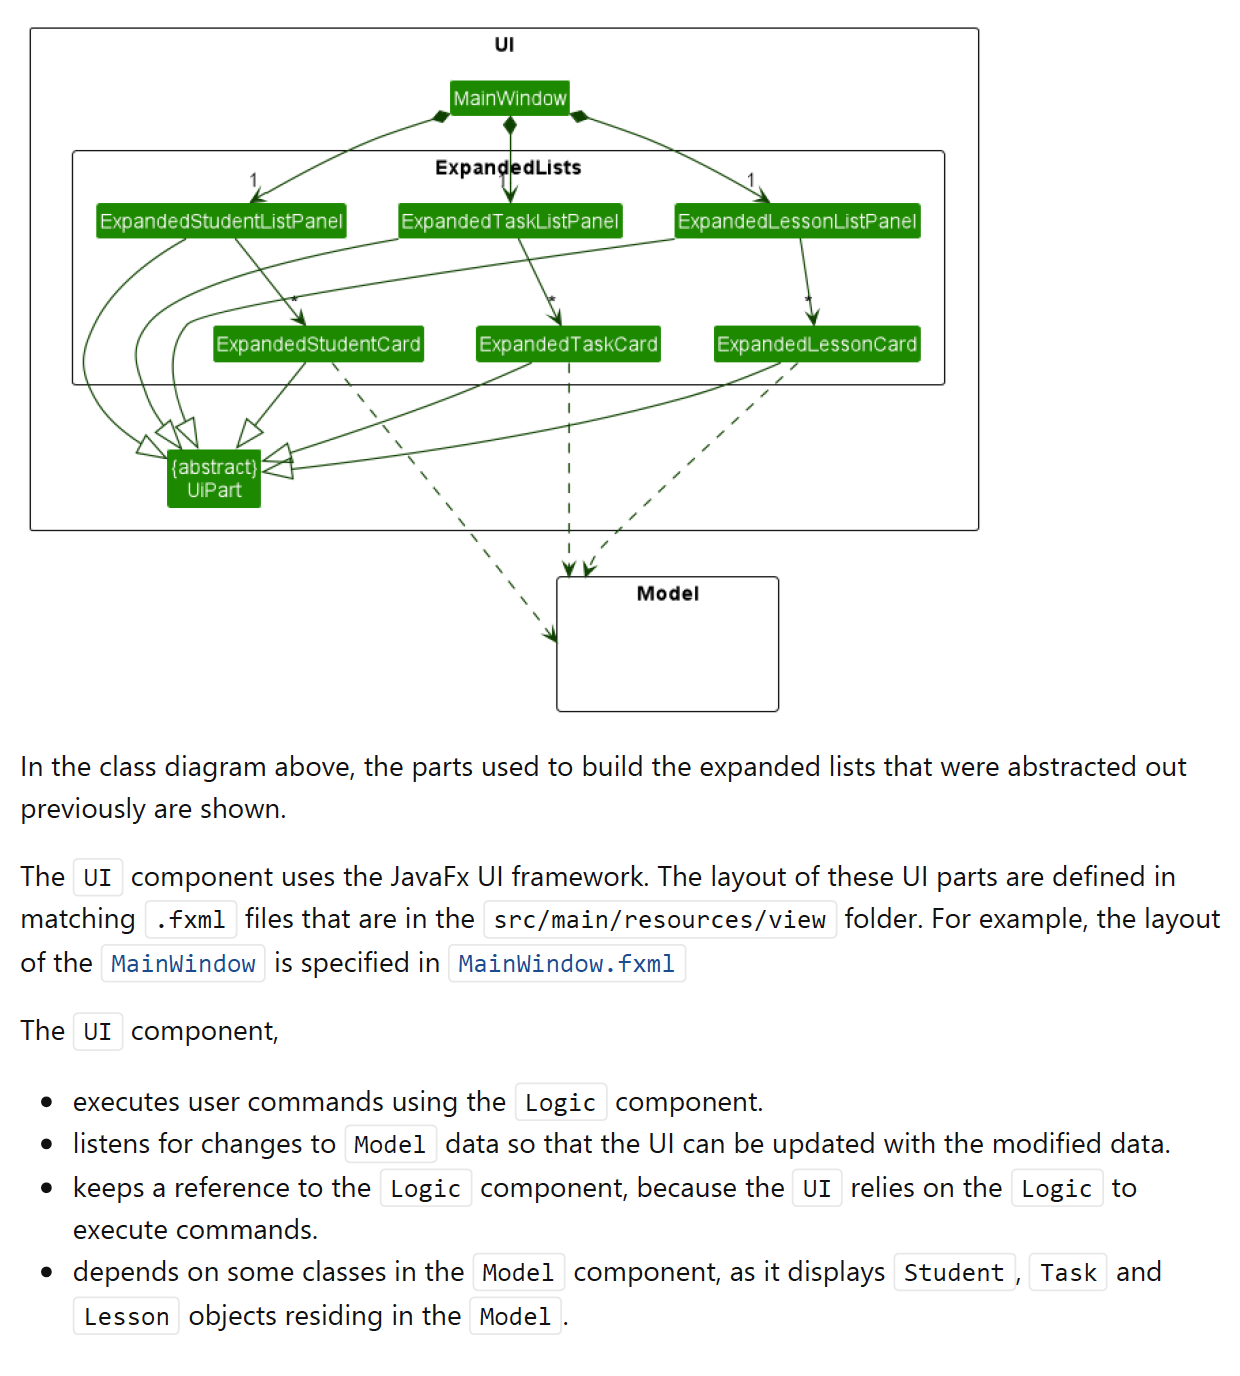 UI
MainWindow
ExpandedLists
1
1
1
ExpandedStudentListPanel
ExpandedTaskListPanel
ExpandedLessonListPanel
*
*
*
ExpandedStudentCard
ExpandedTaskCard
ExpandedLessonCard
{abstract}
UiPart
Model
In the class diagram above, the parts used to build the expanded lists that were abstracted out
previously are shown.
The UI component uses the JavaFx UI framework. The layout of these UI parts are defined in
matching .fxml files that are in the src/main/resources/view folder. For example, the layout
of the MainWindow is specified in MainWindow.fxml
The UI component,
• executes user commands using the Logic component.
• listens for changes to Model data so that the UI can be updated with the modified data.
• keeps a reference to the Logic component, because the UI relies on the Logic to
execute commands.
• depends on some classes in the Model component, as it displays Student, Task and
Lesson objects residing in the Model.